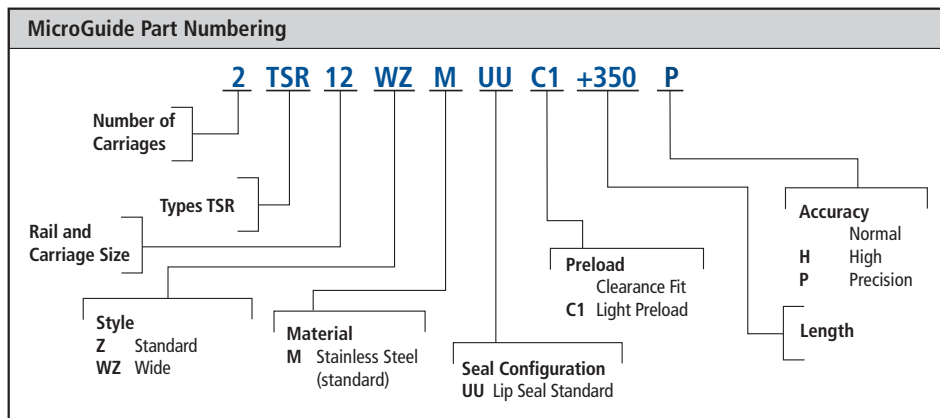 MicroGuide Part Numbering
2 TSR 12 WZ M UU C1 +350 P
Number of
Carriages
Types TSR
Rail and
Carriage Size
Style
Z Standard
WZ Wide
Material
M Stainless Steel
(standard)
Seal Configuration
UU Lip Seal Standard
Preload
Clearance Fit
C1 Light Preload
Accuracy
Normal
H High
P Precision
Length